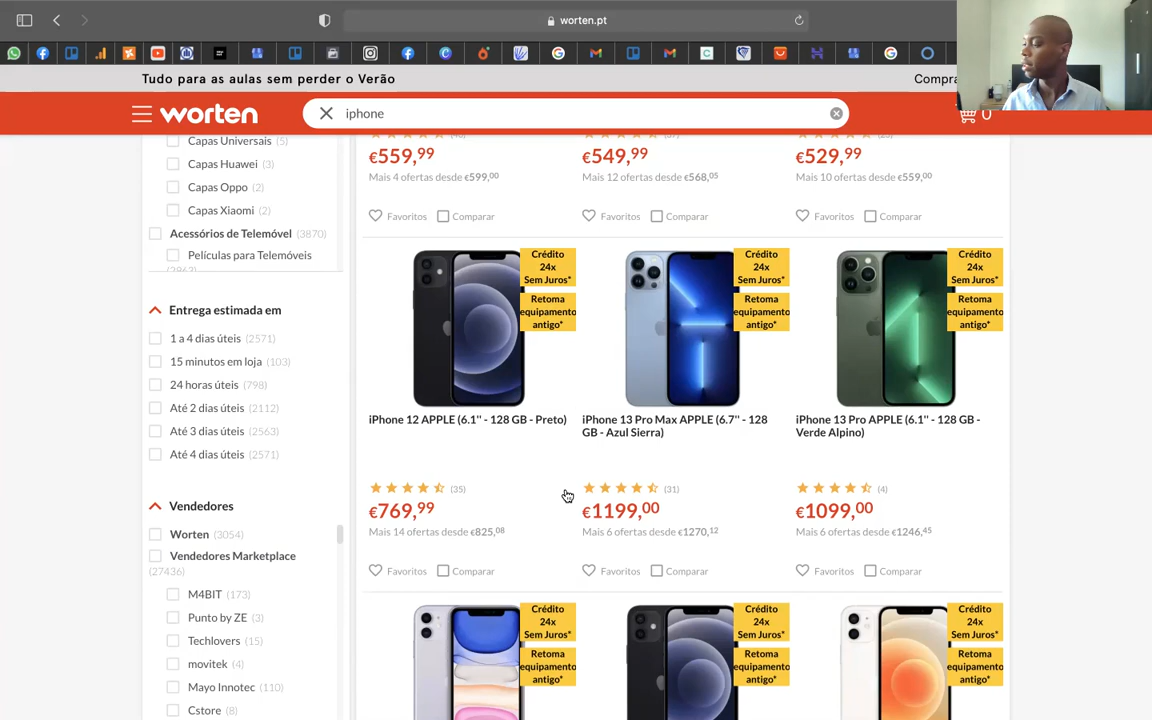 worten.pt
Tudo para as aulas sem perder o Verão
Compra
worten
iphone
0
Capas Universais (5)
Capas Huawei (3)
Capas Oppo (2)
Capas Xiaomi (2)
Acessórios de Telemóvel (3870)
Películas para Telemóveis
Entrega estimada em
1 a 4 dias úteis (2571)
15 minutos em loja (103)
24 horas úteis (798)
Até 2 dias úteis (2112)
Até 3 dias úteis (2563)
Até 4 dias úteis (2571)
Vendedores
Worten (3054)
Vendedores Marketplace
(27436)
M4BIT (173)
Punto by ZE (3)
Techlovers (15)
movitek (4)
Mayo Innotec (110)
Cstore (8)
€559,99
Mais 4 ofertas desde €599,00
Favoritos Comparar
€549,99
Mais 12 ofertas desde €568,05
Favoritos Comparar
€529,99
Mais 10 ofertas desde €559,00
Favoritos Comparar
Crédito
24x
Sem Juros*
Retoma
equipamento
antigo*
iPhone 12 APPLE (6.1'' - 128 GB - Preto)
(35)
€769,99
Mais 14 ofertas desde €825,08
Favoritos Comparar
Crédito
24x
Sem Juros*
Retoma
equipamento
antigo*
iPhone 13 Pro Max APPLE (6.7'' - 128
GB - Azul Sierra)
(31)
€1199,00
Mais 6 ofertas desde €1270,12
Favoritos Comparar
Crédito
24x
Sem Juros*
Retoma
equipamento
antigo*
iPhone 13 Pro APPLE (6.1'' - 128 GB -
Verde Alpino)
(4)
€1099,00
Mais 6 ofertas desde €1246,45
Favoritos Comparar
Crédito
24x
Sem Juros*
Retoma
equipamento
antigo*
Crédito
24x
Sem Juros*
Retoma
equipamento
antigo*
Crédito
24x
Sem Juros*
Retoma
equipamento
antigo*